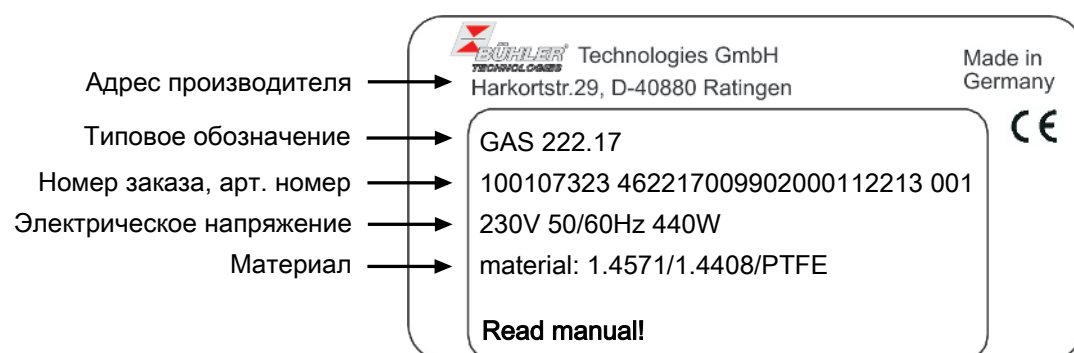 BÜHLER Technologies GmbH
TECHNOLOGIES
Made in
Germany
Адрес производителя
Harkortstr.29, D-40880 Ratingen
Типовое обозначение
GAS 222.17
CE
Номер заказа, арт. номер
100107323 462217009902000112213 001
Электрическое напряжение
230V 50/60Hz 440W
Материал
material: 1.4571/1.4408/PTFE
Read manual!